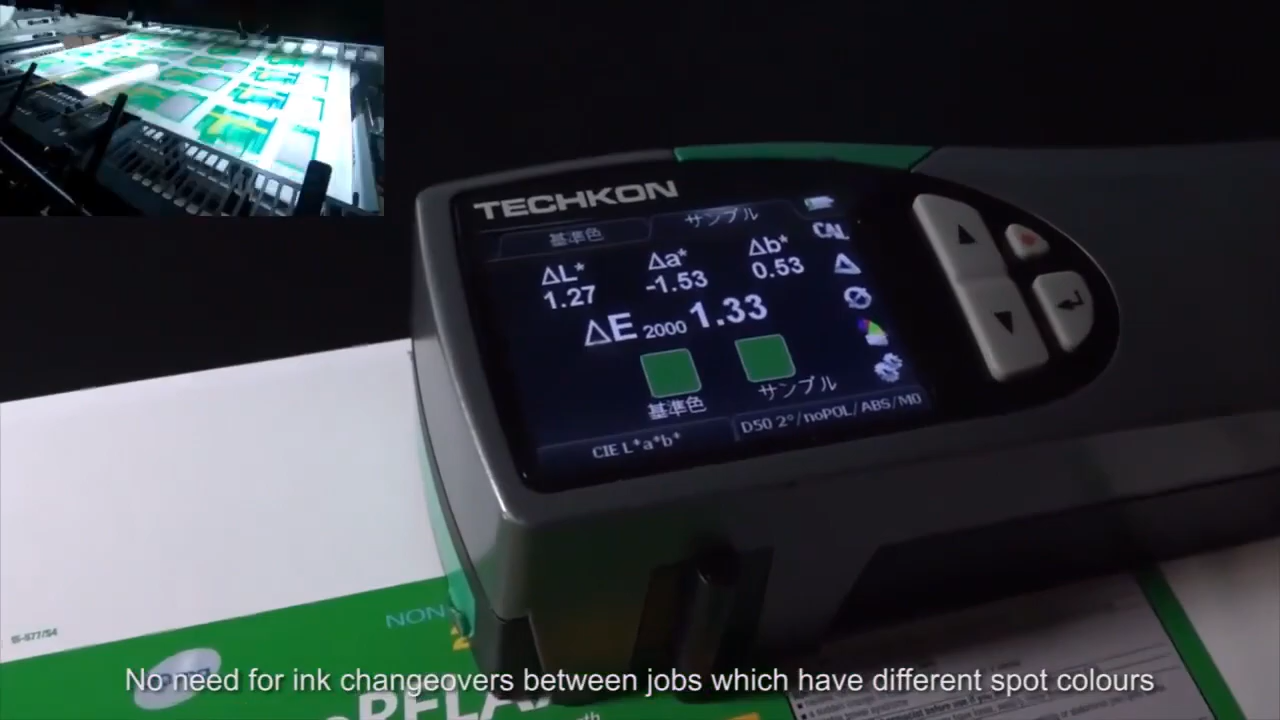 TECHKON
基準色
サンプル
CAL
ΔL* Δa* Δb*
1.27 -1.53 0.53
ΔE 2000 1.33
基準色 サンプル
CIE L*a*b*
D50 2°/noPOL/ABS/M0
NON
No need for ink changeovers between jobs which have different spot colours